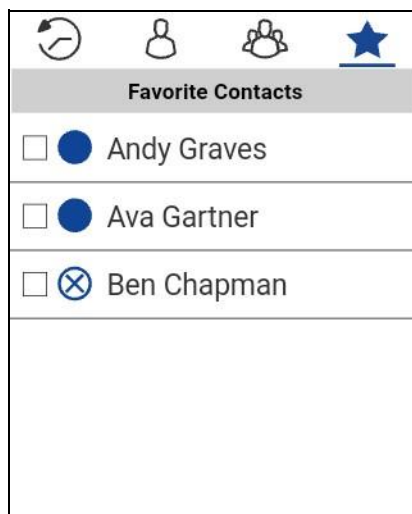 Favorite Contacts
Andy Graves
Ava Gartner
Ben Chapman